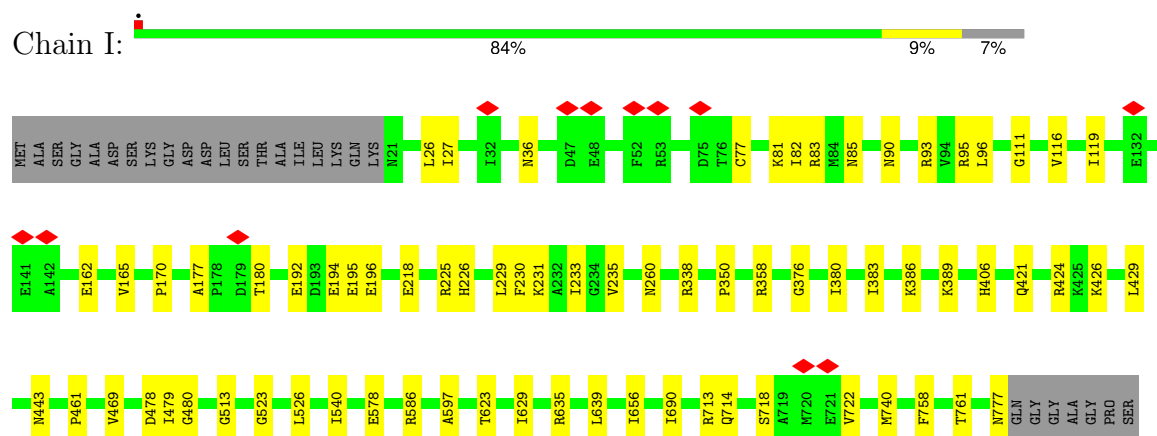 Chain I:
84% 9% 7%
MET ALA SER GLY ALA ASP SER LYS GLY ASP ASP LEU SER THR ALA ILE LEU LYS GLN LYS N21 L26 I27 I32 N36 D47 E48 F52 R53 D75 T76 C77 K81 I82 R83 M84 N85 N90 R93 V94 R95 L96 G111 V116 I119 E132
E141 A142 E162 V165 P170 A177 P178 D179 T180 E192 D193 E194 E195 E196 E218 R225 H226 L229 F230 K231 A232 I233 G234 V235 N260 R338 P350 R358 G376 I380 I383 K386 K389 H406 Q421 R424 K425 K426 L429
N443 P461 V469 D478 I479 G480 G513 G523 L526 I540 E578 R586 A597 T623 I629 R635 L639 I656 I690 R713 Q714 S718 A719 M720 E721 V722 M740 F758 T761 N777 GLN GLY GLY ALA GLY PRO SER